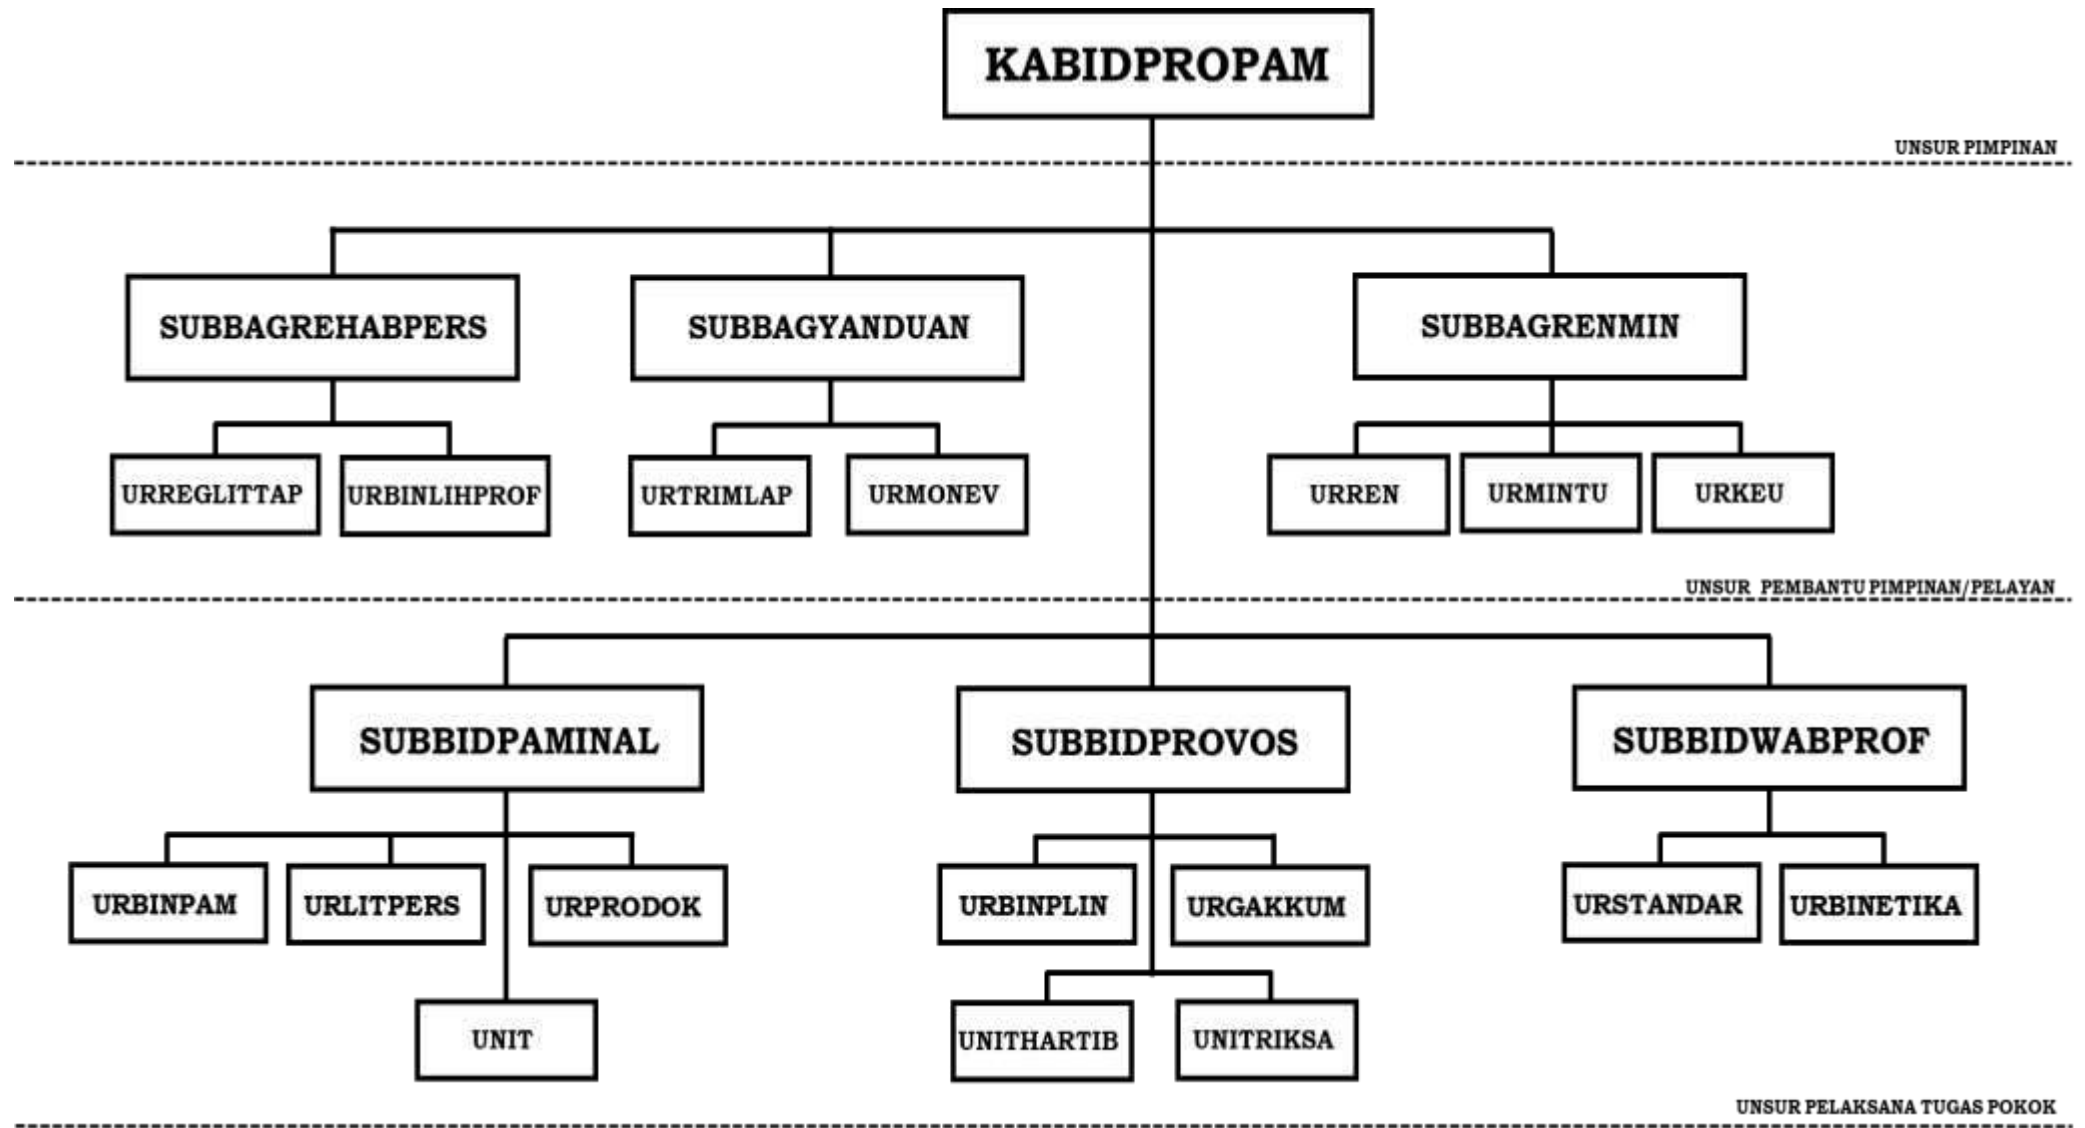 KABIDPROPAM
UNSUR PIMPINAN
SUBBAGREHABPERS
SUBBAGYANDUAN
SUBBAGRENMIN
URREGLITTAP
URBINLIHPROF
URTRIMLAP
URMONEV
URREN
URMINTU
URKEU
UNSUR PEMBANTU PIMPINAN/PELAYAN
SUBBIDPAMINAL
SUBBIDPROVOS
SUBBIDWABPROF
URBINPAM
URLITPERS
URPRODOK
URBINPLIN
URGAKKUM
URSTANDAR
URBINETIKA
UNIT
UNITHARTIB
UNITRIKSA
UNSUR PELAKSANA TUGAS POKOK